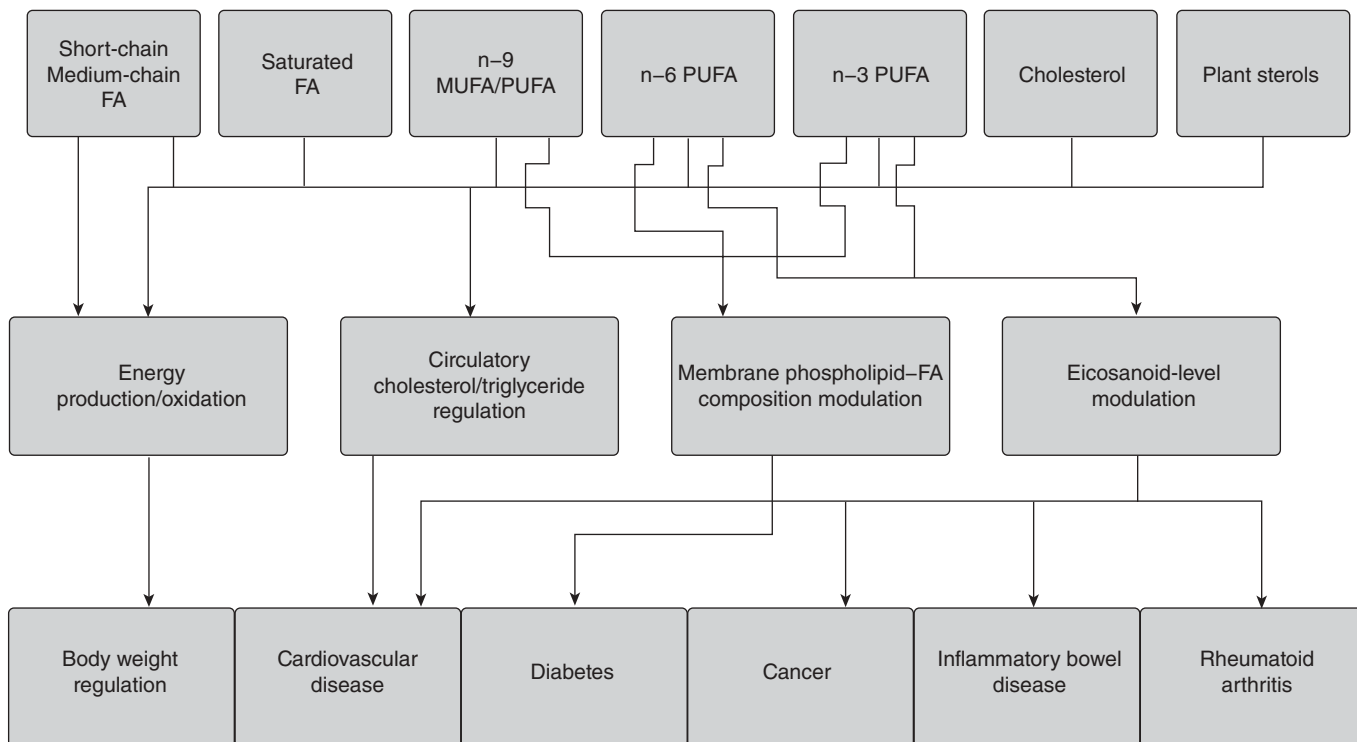 Short-chain
Medium-chain
FA
Saturated
FA
n−9
MUFA/PUFA
n−6 PUFA
n−3 PUFA
Cholesterol
Plant sterols
Energy
production/oxidation
Circulatory
cholesterol/triglyceride
regulation
Membrane phospholipid−FA
composition modulation
Eicosanoid-level
modulation
Body weight
regulation
Cardiovascular
disease
Diabetes
Cancer
Inflammatory bowel
disease
Rheumatoid
arthritis